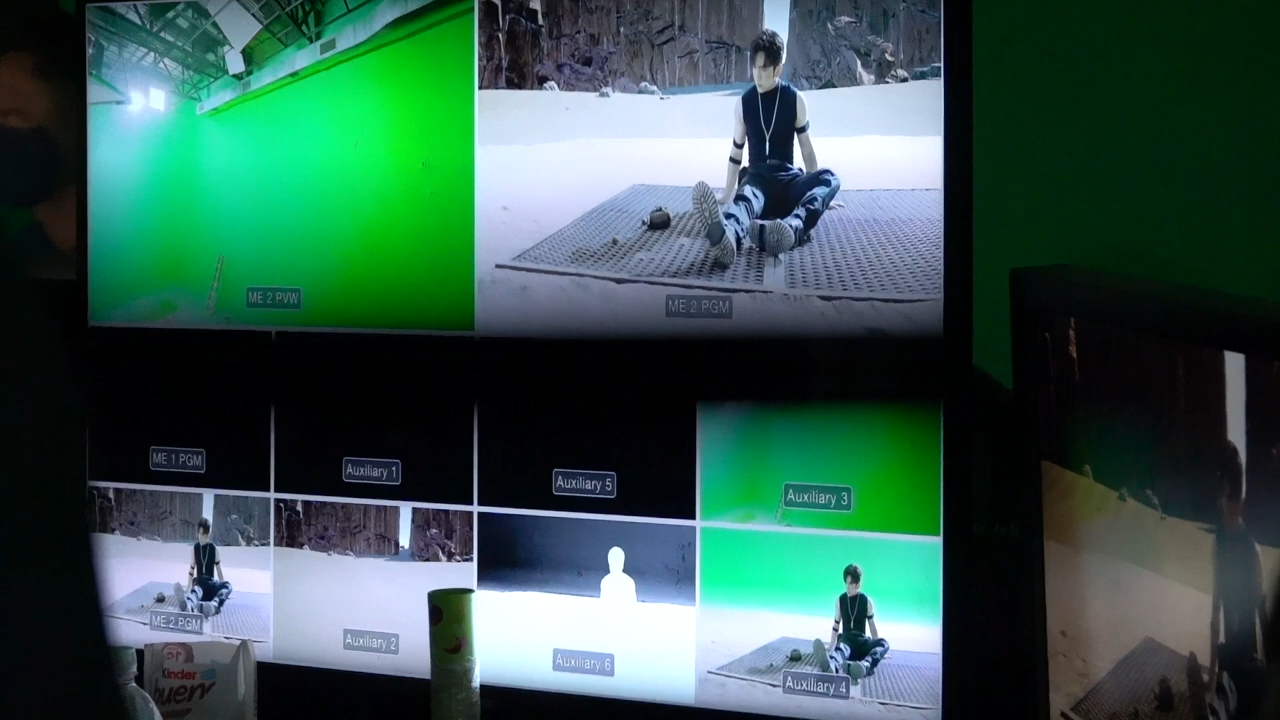 ME 2 PVW
ME 2 PGM
ME 1 PGM
Auxiliary 1
Auxiliary 5
Auxiliary 3
ME 2 PGM
Auxiliary 2
Auxiliary 6
Auxiliary 4
Kinder
bueno